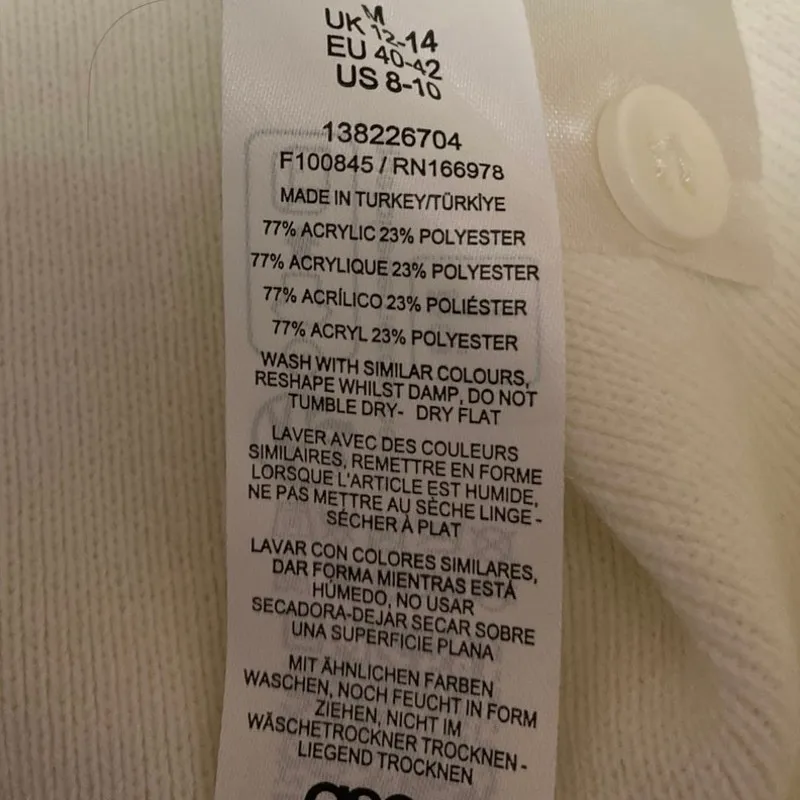 M
UK 12-14
EU 40-42
US 8-10
138226704
F100845 / RN166978
MADE IN TURKEY/TÜRKİYE
77% ACRYLIC 23% POLYESTER
77% ACRYLIQUE 23% POLYESTER
77% ACRÍLICO 23% POLIÉSTER
77% ACRYL 23% POLYESTER
WASH WITH SIMILAR COLOURS,
RESHAPE WHILST DAMP, DO NOT
TUMBLE DRY- DRY FLAT
LAVER AVEC DES COULEURS
SIMILAIRES, REMETTRE EN FORME
LORSQUE L'ARTICLE EST HUMIDE,
NE PAS METTRE AU SÈCHE LINGE -
SÉCHER À PLAT
LAVAR CON COLORES SIMILARES,
DAR FORMA MIENTRAS ESTÁ
HÚMEDO, NO USAR
SECADORA-DEJAR SECAR SOBRE
UNA SUPERFICIE PLANA
MIT ÄHNLICHEN FARBEN
WASCHEN, NOCH FEUCHT IN FORM
ZIEHEN, NICHT IM
WÄSCHETROCKNER TROCKNEN -
LIEGEND TROCKNEN